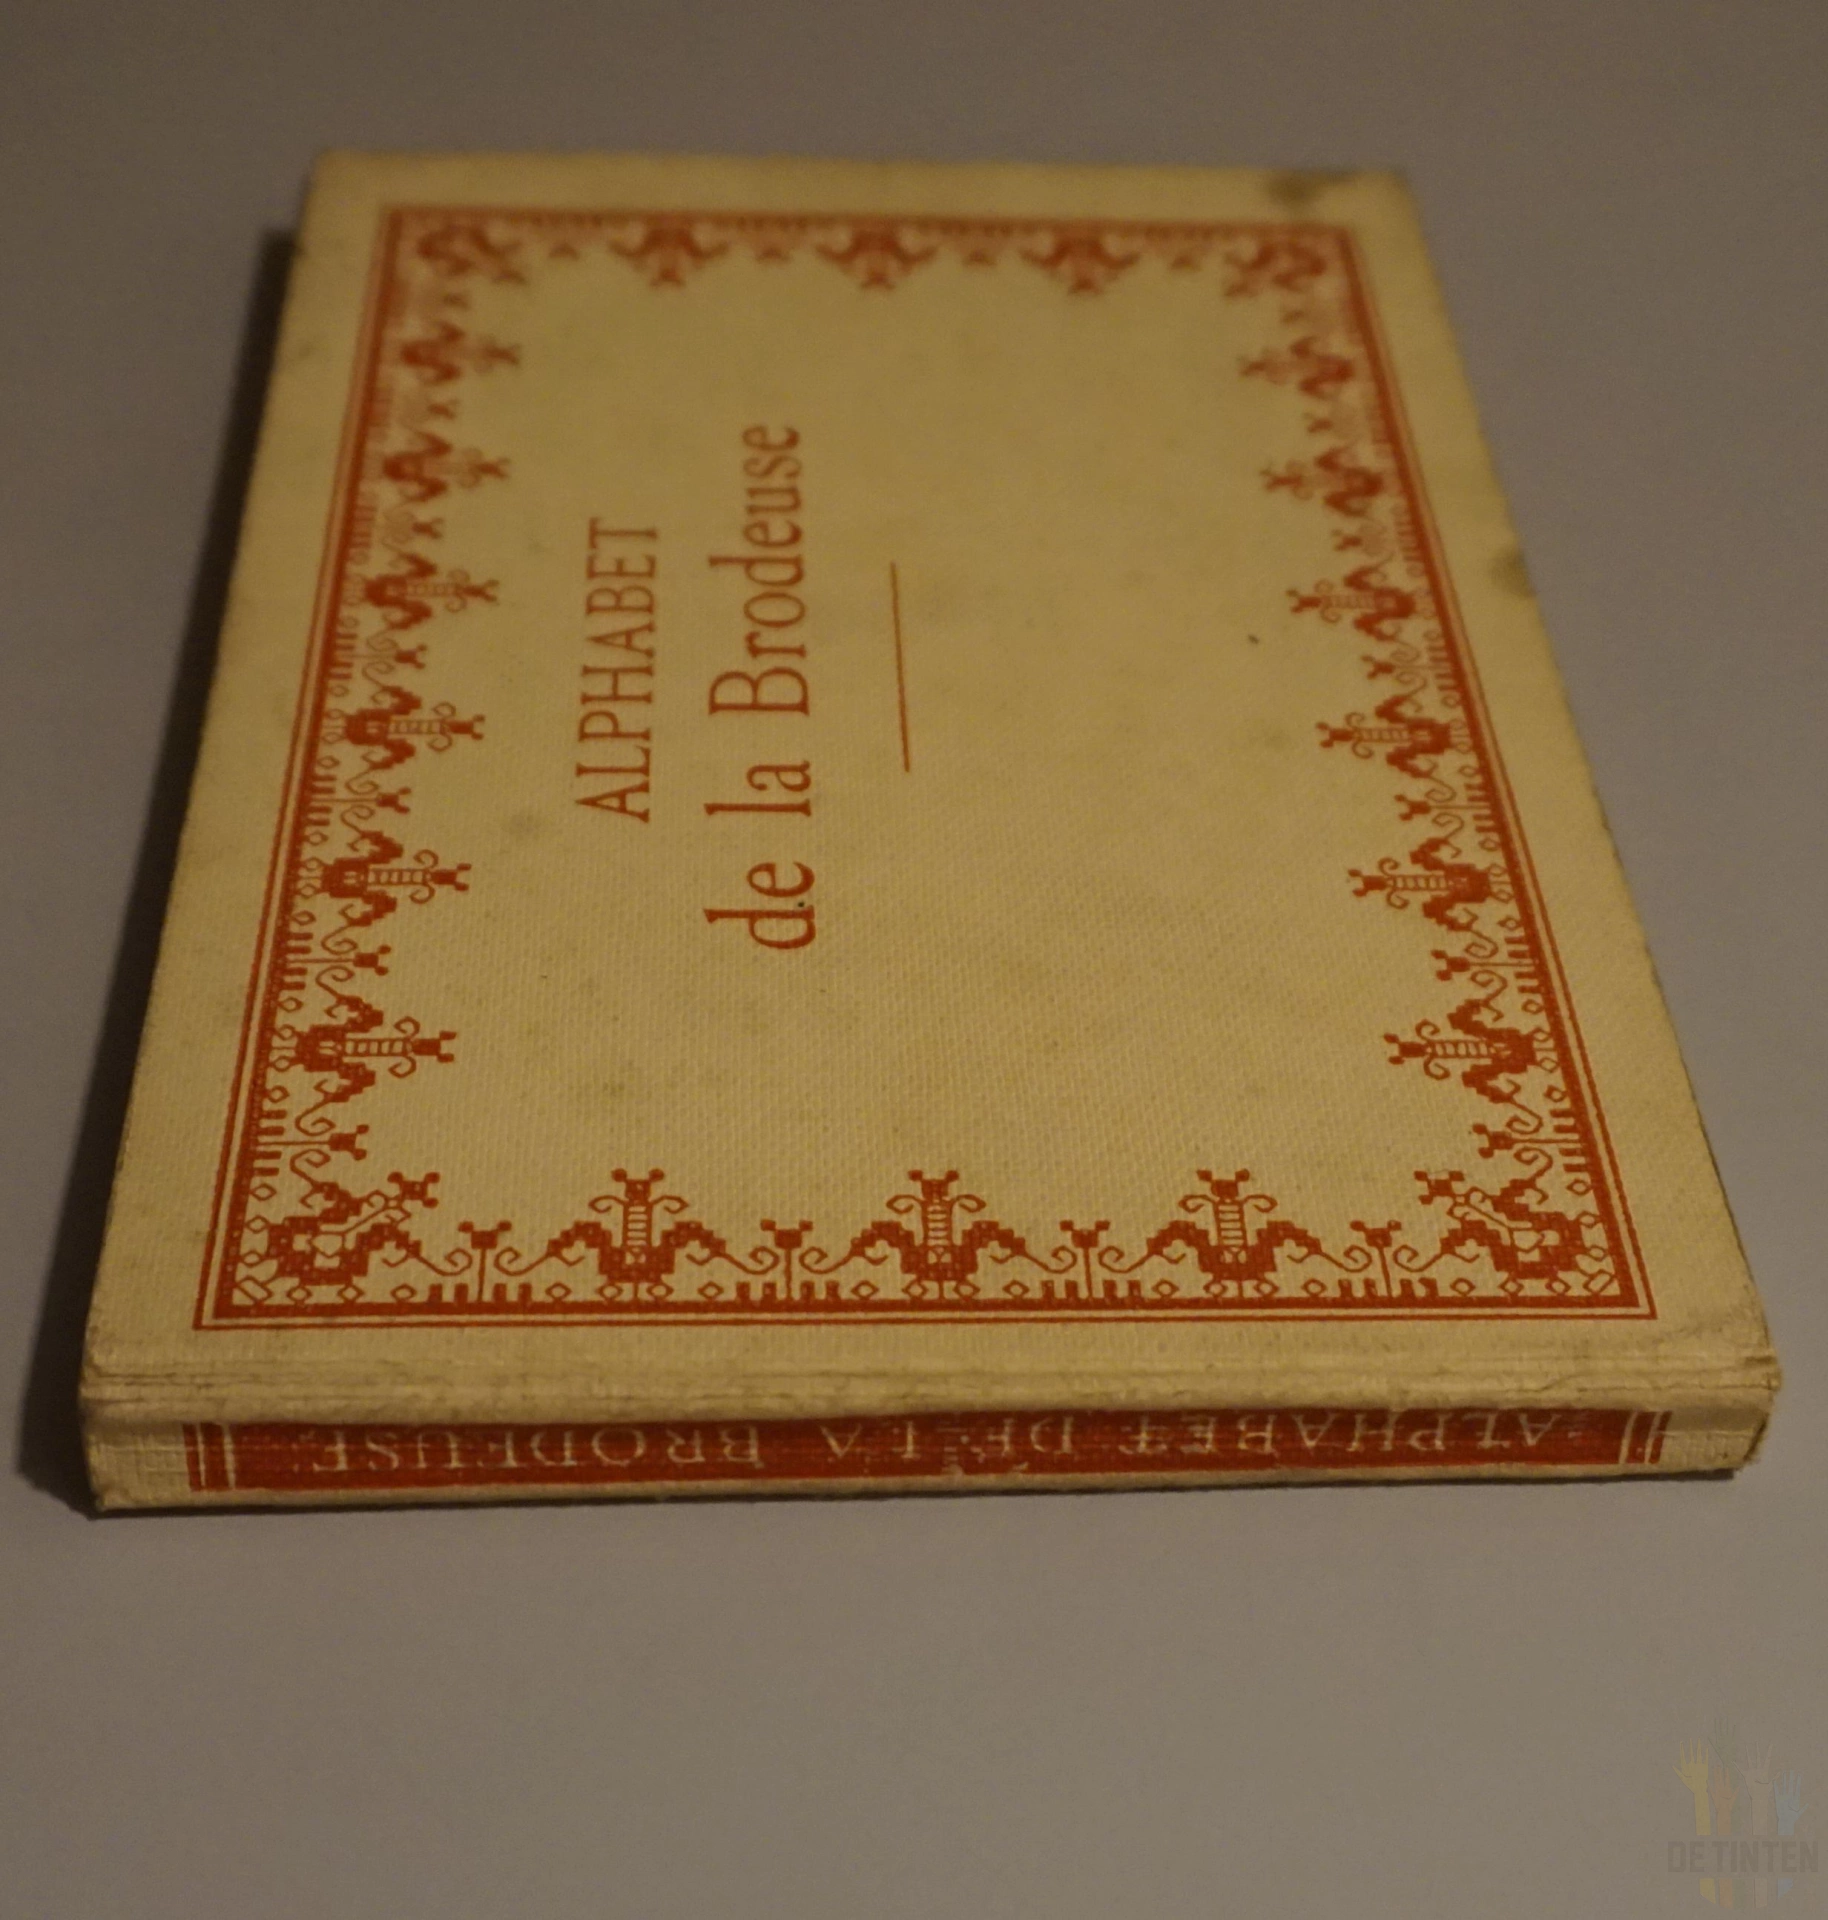 ALPHABET
de la Brodeuse
ALPHABET DE LA BRODEUSE
DE TINTEN